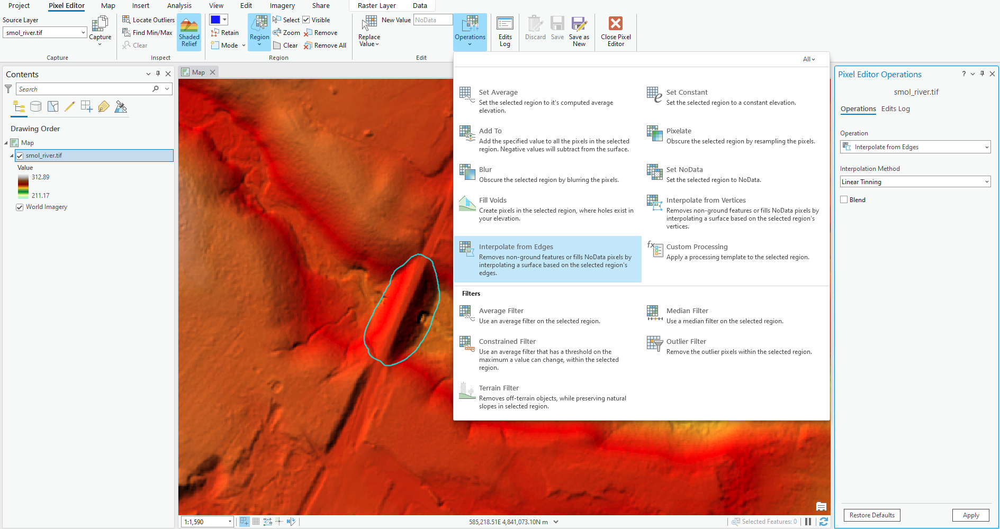 Project
Pixel Editor
Map
Insert
Analysis
View
Edit
Imagery
Share
Raster Layer
Data
Source Layer
smol_river.tif
Capture
Capture
Locate Outliers
Find Min/Max
Clear
Shaded
Relief
Inspect
Retain
Mode
Region
Select
Visible
Zoom
Remove
Clear
Remove All
Region
Replace
Value
New Value
NoData
Edit
Operations
Edits
Log
Discard
Save
Save as
New
Close Pixel
Editor
Contents
Search
Drawing Order
Map
smol_river.tif
Value
312.89
211.17
World Imagery
Map
All
Set Average
Set the selected region to it's computed average
elevation.
Set Constant
Set the selected region to a constant elevation.
Add To
Add the specified value to all the pixels in the selected
region. Negative values will subtract from the surface.
Pixelate
Obscure the selected region by resampling the pixels.
Blur
Obscure the selected region by blurring the pixels.
Set NoData
Set the selected region to NoData.
Fill Voids
Create pixels in the selected region, where holes exist in
your elevation.
Interpolate from Vertices
Removes non-ground features or fills NoData pixels by
interpolating a surface based on the selected region's
vertices.
Interpolate from Edges
Removes non-ground features or fills NoData pixels by
interpolating a surface based on the selected region's
edges.
Custom Processing
Apply a processing template to the selected region.
Filters
Average Filter
Use an average filter on the selected region.
Median Filter
Use a median filter on the selected region.
Constrained Filter
Use an average filter that has a threshold on the
maximum a value can change, within the selected
region.
Outlier Filter
Remove the outlier pixels within the selected region.
Terrain Filter
Removes off-terrain objects, while preserving natural
slopes in selected region.
Pixel Editor Operations
?
smol_river.tif
Operations
Edits Log
Operation
Interpolate from Edges
Interpolation Method
Linear Tinning
Blend
Restore Defaults
Apply
1:1,590
585,218.51E 4,841,073.10N m
Selected Features: 0